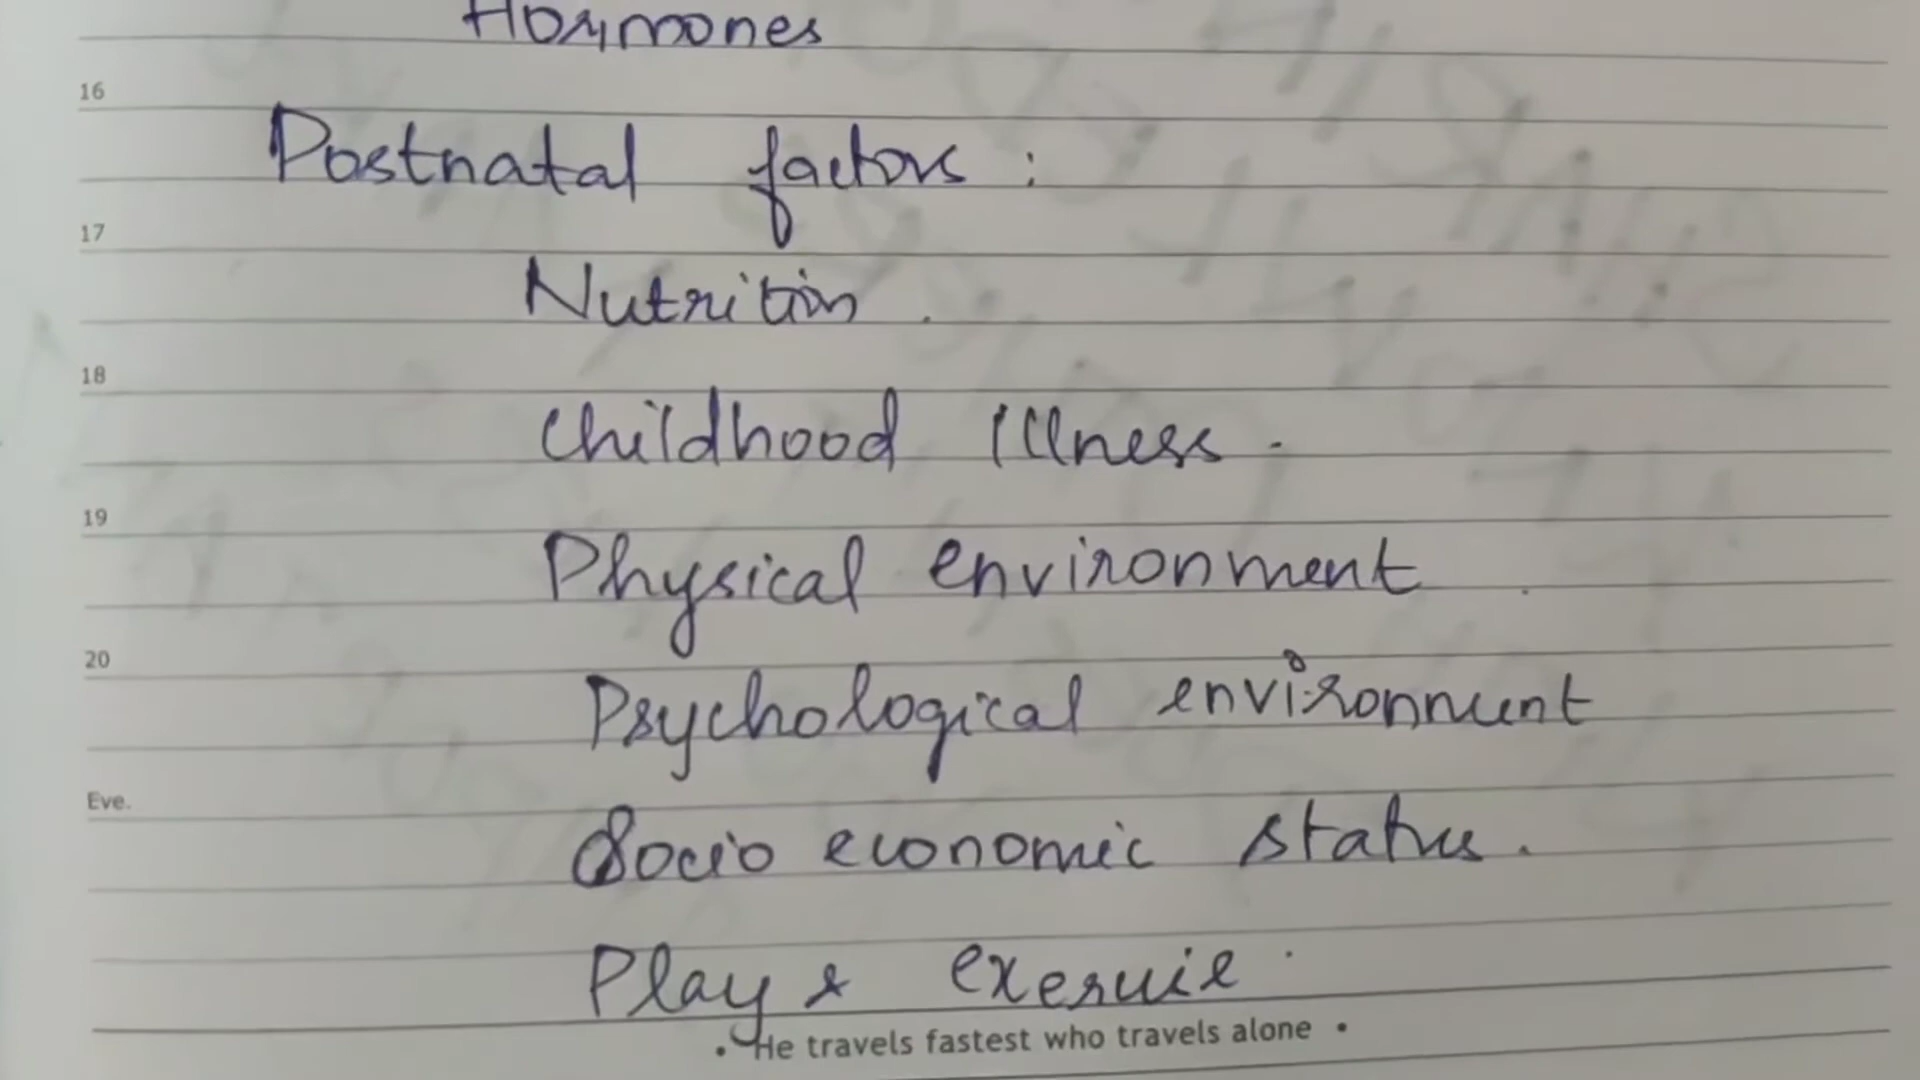 Hormones
16
Postnatal factors :
17
Nutrition .
18
Childhood Illness .
19
Physical environment .
20
Psychological environment
Eve.
Socio economic status .
Play & exercise .
• He travels fastest who travels alone •